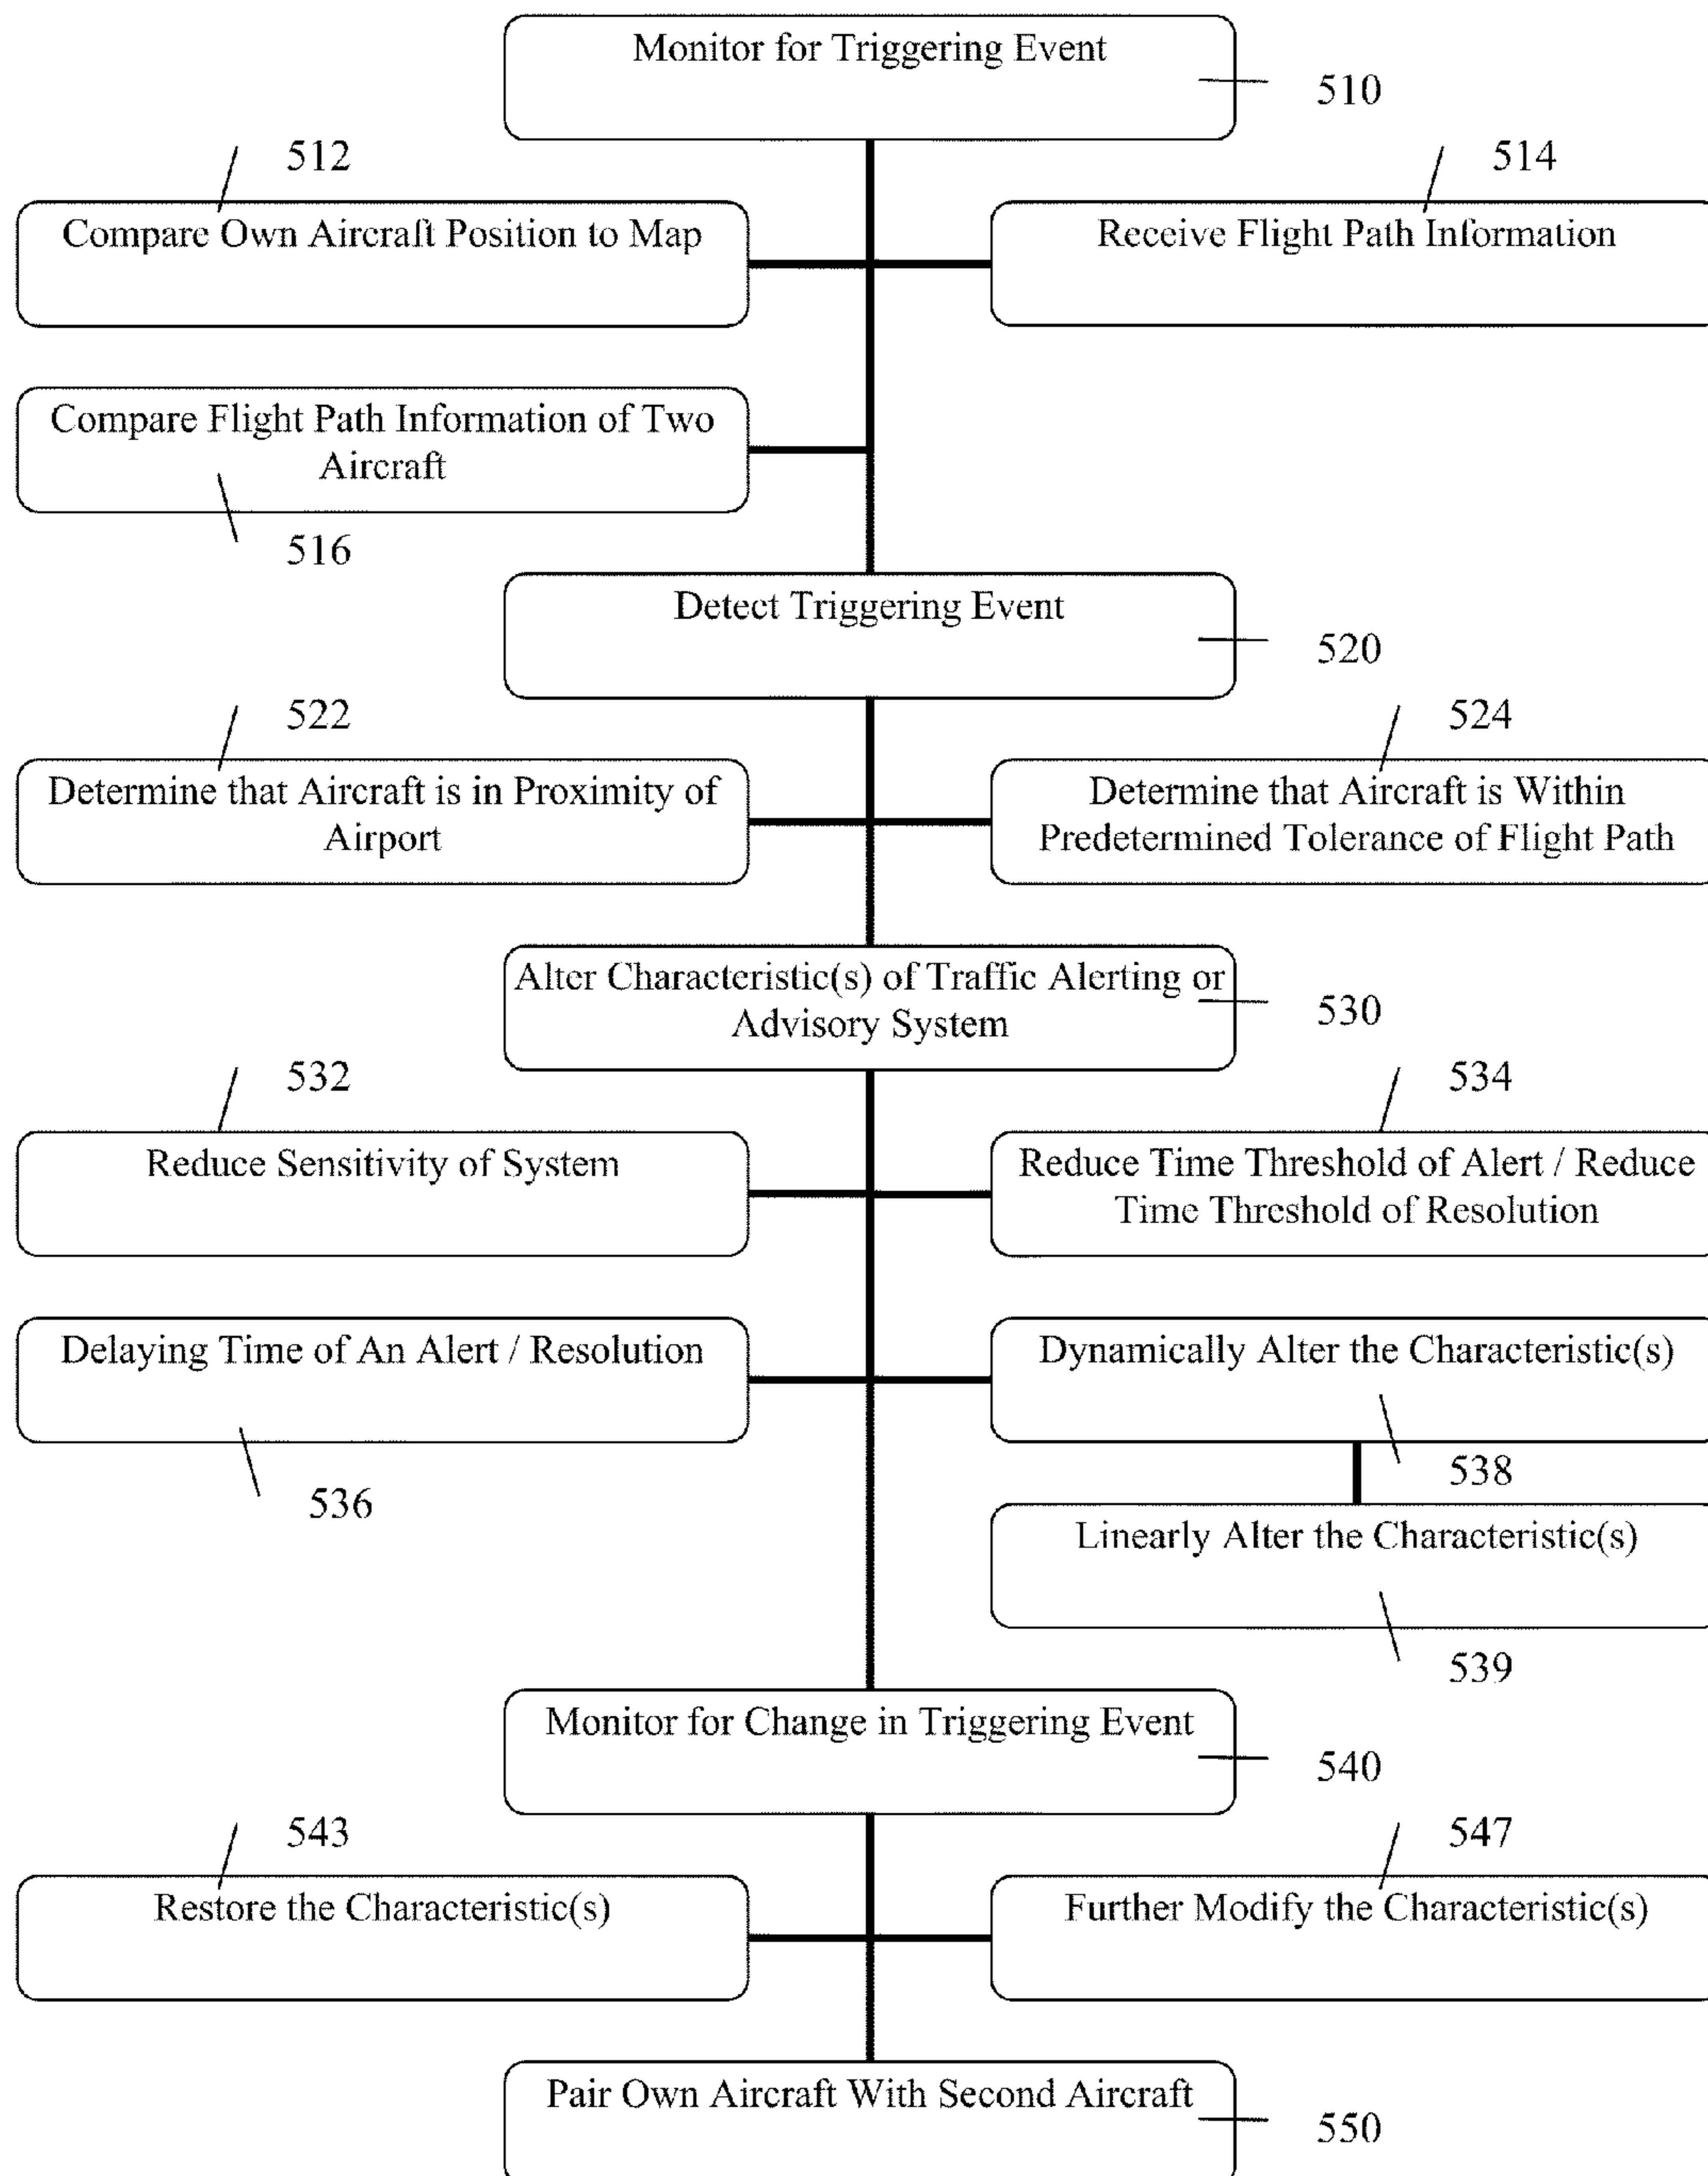 Monitor for Triggering Event
510
512
514
Compare Own Aircraft Position to Map
Receive Flight Path Information
Compare Flight Path Information of Two
Aircraft
516
Detect Triggering Event
520
522
524
Determine that Aircraft is in Proximity of
Airport
Determine that Aircraft is Within
Predetermined Tolerance of Flight Path
Alter Characteristic(s) of Traffic Alerting or
Advisory System
530
532
534
Reduce Sensitivity of System
Reduce Time Threshold of Alert / Reduce
Time Threshold of Resolution
Delaying Time of An Alert / Resolution
536
Dynamically Alter the Characteristic(s)
538
Linearly Alter the Characteristic(s)
539
Monitor for Change in Triggering Event
540
543
547
Restore the Characteristic(s)
Further Modify the Characteristic(s)
Pair Own Aircraft With Second Aircraft
550